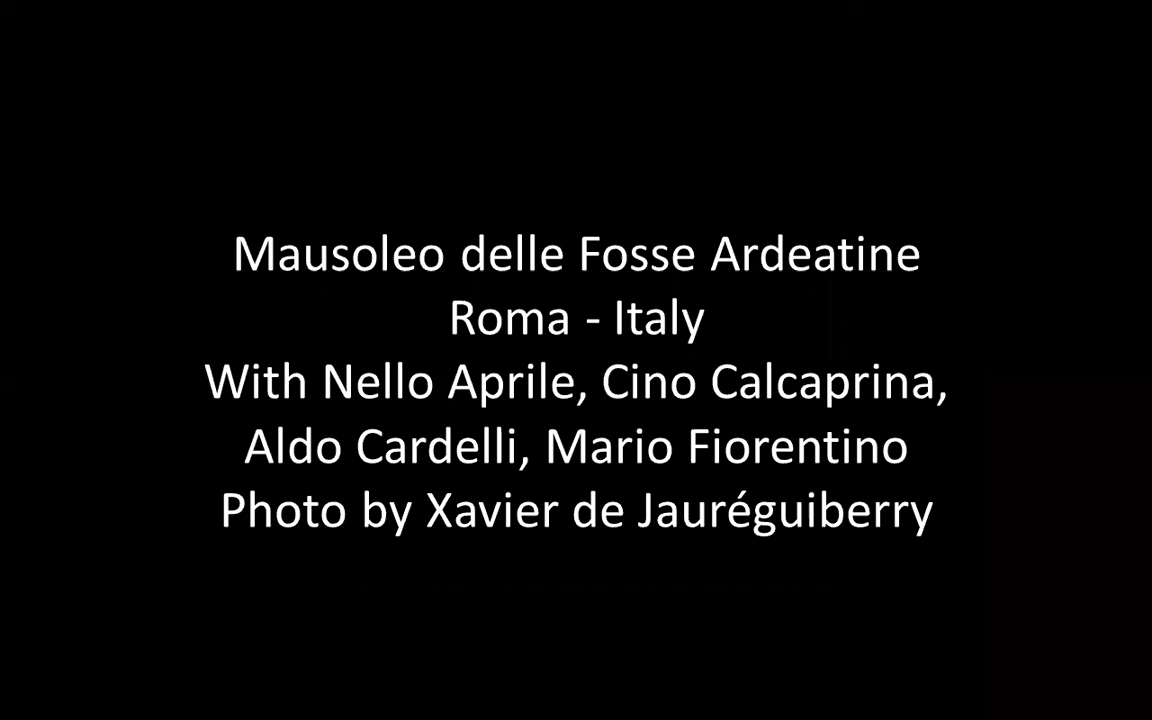 Mausoleo delle Fosse Ardeatine
Roma - Italy
With Nello Aprile, Cino Calcaprina,
Aldo Cardelli, Mario Fiorentino
Photo by Xavier de Jauréguiberry